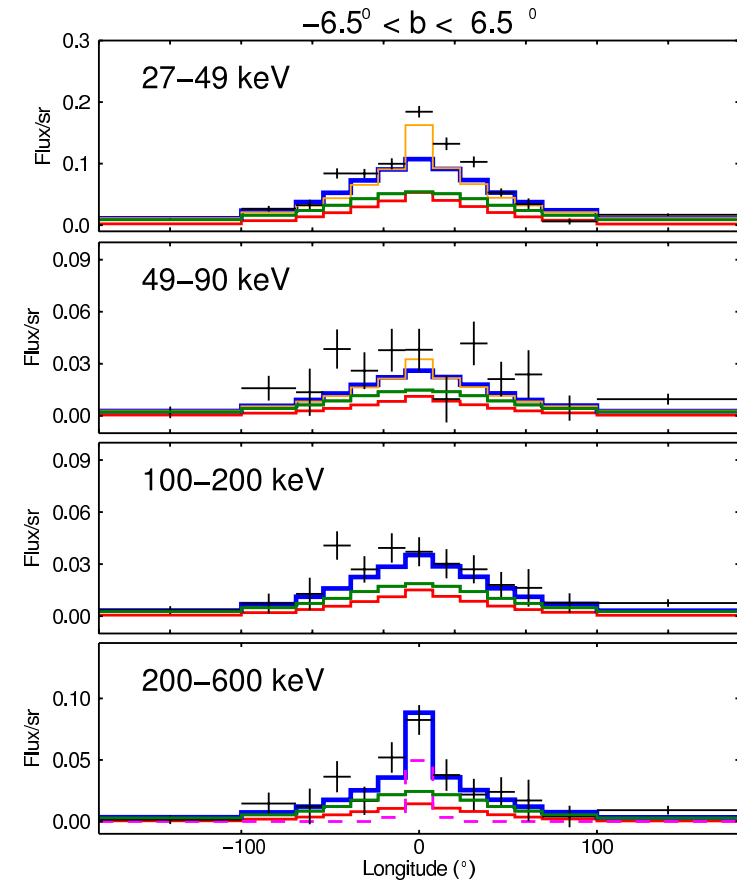 −6.5⁰ < b < 6.5 ⁰
0.3
27−49 keV
0.2
Flux/sr
0.1
0.0
0.09
49−90 keV
0.06
Flux/sr
0.03
0.00
0.09
100−200 keV
0.06
Flux/sr
0.03
0.00
200−600 keV
0.10
Flux/sr
0.05
0.00
−100 0 100
Longitude (°)